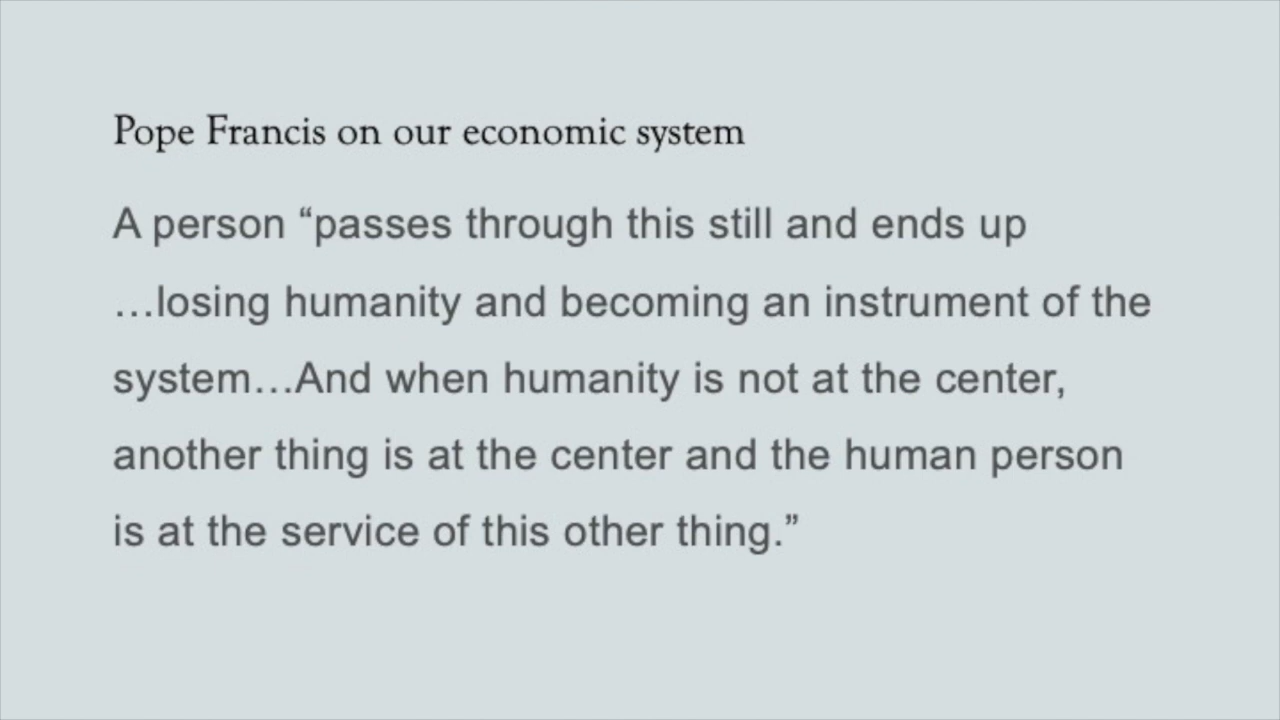 Pope Francis on our economic system
A person “passes through this still and ends up
…losing humanity and becoming an instrument of the
system…And when humanity is not at the center,
another thing is at the center and the human person
is at the service of this other thing.”